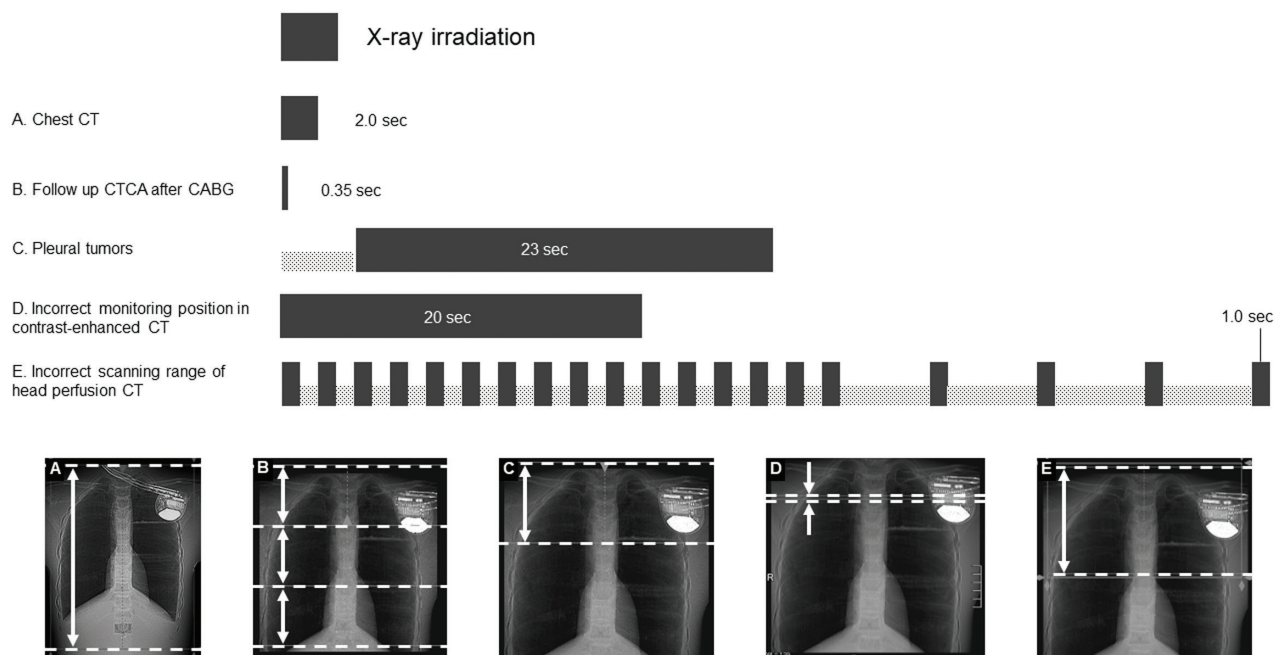 X-ray irradiation
A. Chest CT
2.0 sec
B. Follow up CTCA after CABG
0.35 sec
C. Pleural tumors
23 sec
D. Incorrect monitoring position in
contrast-enhanced CT
20 sec
1.0 sec
E. Incorrect scanning range of
head perfusion CT
A
B
C
D
E
R